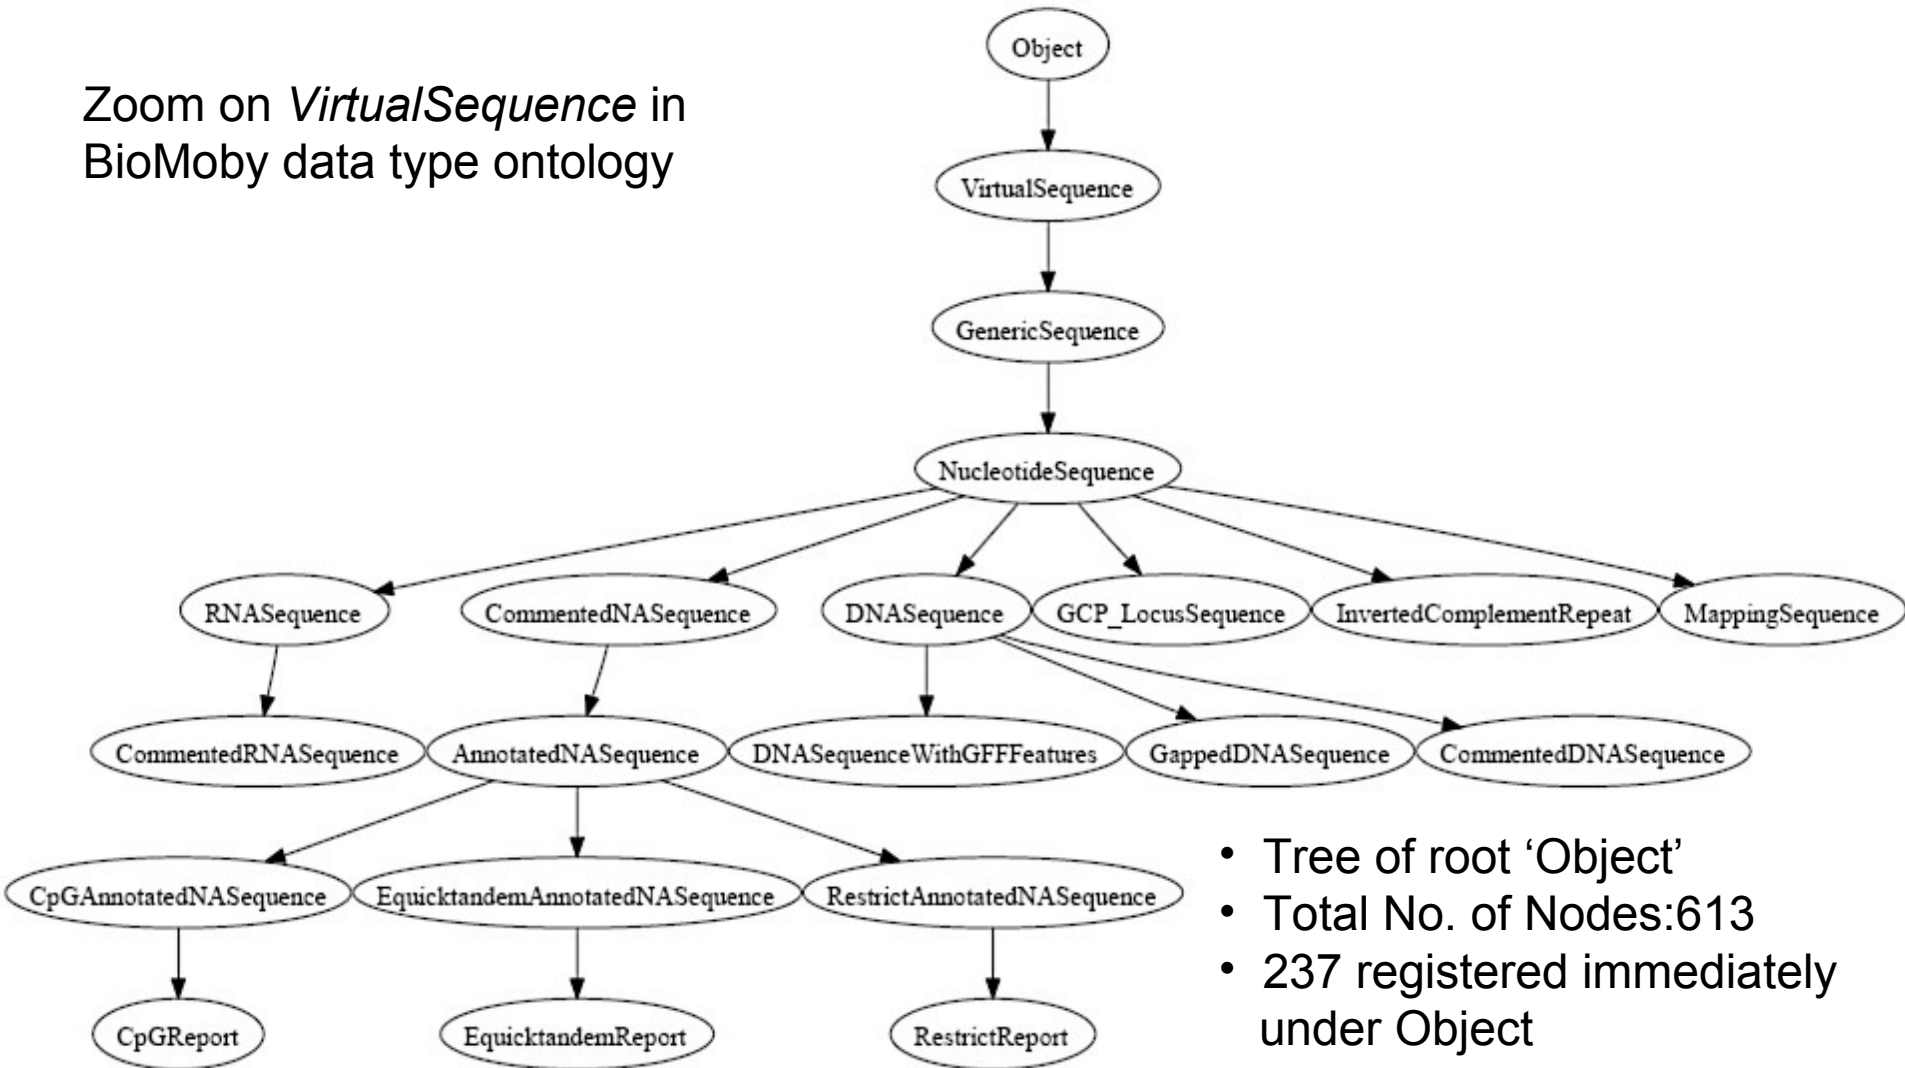 Zoom on VirtualSequence in
BioMoby data type ontology
Object
VirtualSequence
GenericSequence
NucleotideSequence
RNASequence
CommentedNASequence
DNASequence
GCP_LocusSequence
InvertedComplementRepeat
MappingSequence
CommentedRNASequence
AnnotatedNASequence
DNASequenceWithGFFFeatures
GappedDNASequence
CommentedDNASequence
CpGAnnotatedNASequence
EquicktandemAnnotatedNASequence
RestrictAnnotatedNASequence
CpGReport
EquicktandemReport
RestrictReport
• Tree of root ‘Object’
• Total No. of Nodes:613
• 237 registered immediately
under Object